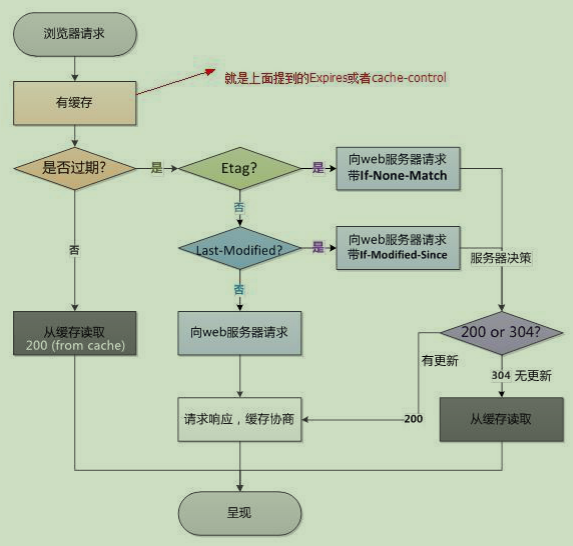 浏览器请求
有缓存
就是上面提到的Expires或者cache-control
是否过期?
是
Etag?
是
向web服务器请求
带If-None-Match
否
否
Last-Modified?
是
向web服务器请求
带If-Modified-Since
服务器决策
否
从缓存读取
200 (from cache)
向web服务器请求
200 or 304?
有更新
304 无更新
请求响应，缓存协商
200
从缓存读取
呈现